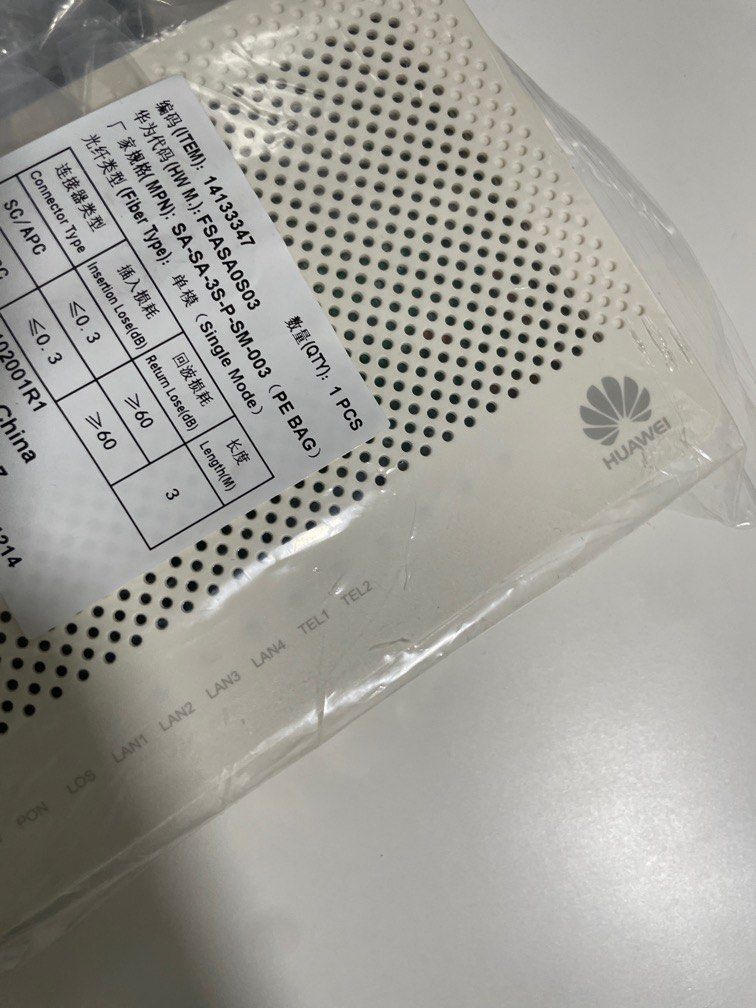 编码(ITEM): 14133347
华为代码(HW M.): FSASA0S03
厂家规格(MPN): SA-SA-3S-P-SM-003 (PE BAG)
光纤类型(Fiber Type): 单模 (Single Mode)
数量(QTY): 1 PCS
连接器类型 插入损耗 回波损耗 长度
Connector Type Insertion Lose(dB) Return Lose(dB) Length(M)
SC/APC ≤0.3 ≥60 3
≤0.3 ≥60
02001R1
China
214
HUAWEI
PON LOS LAN1 LAN2 LAN3 LAN4 TEL1 TEL2